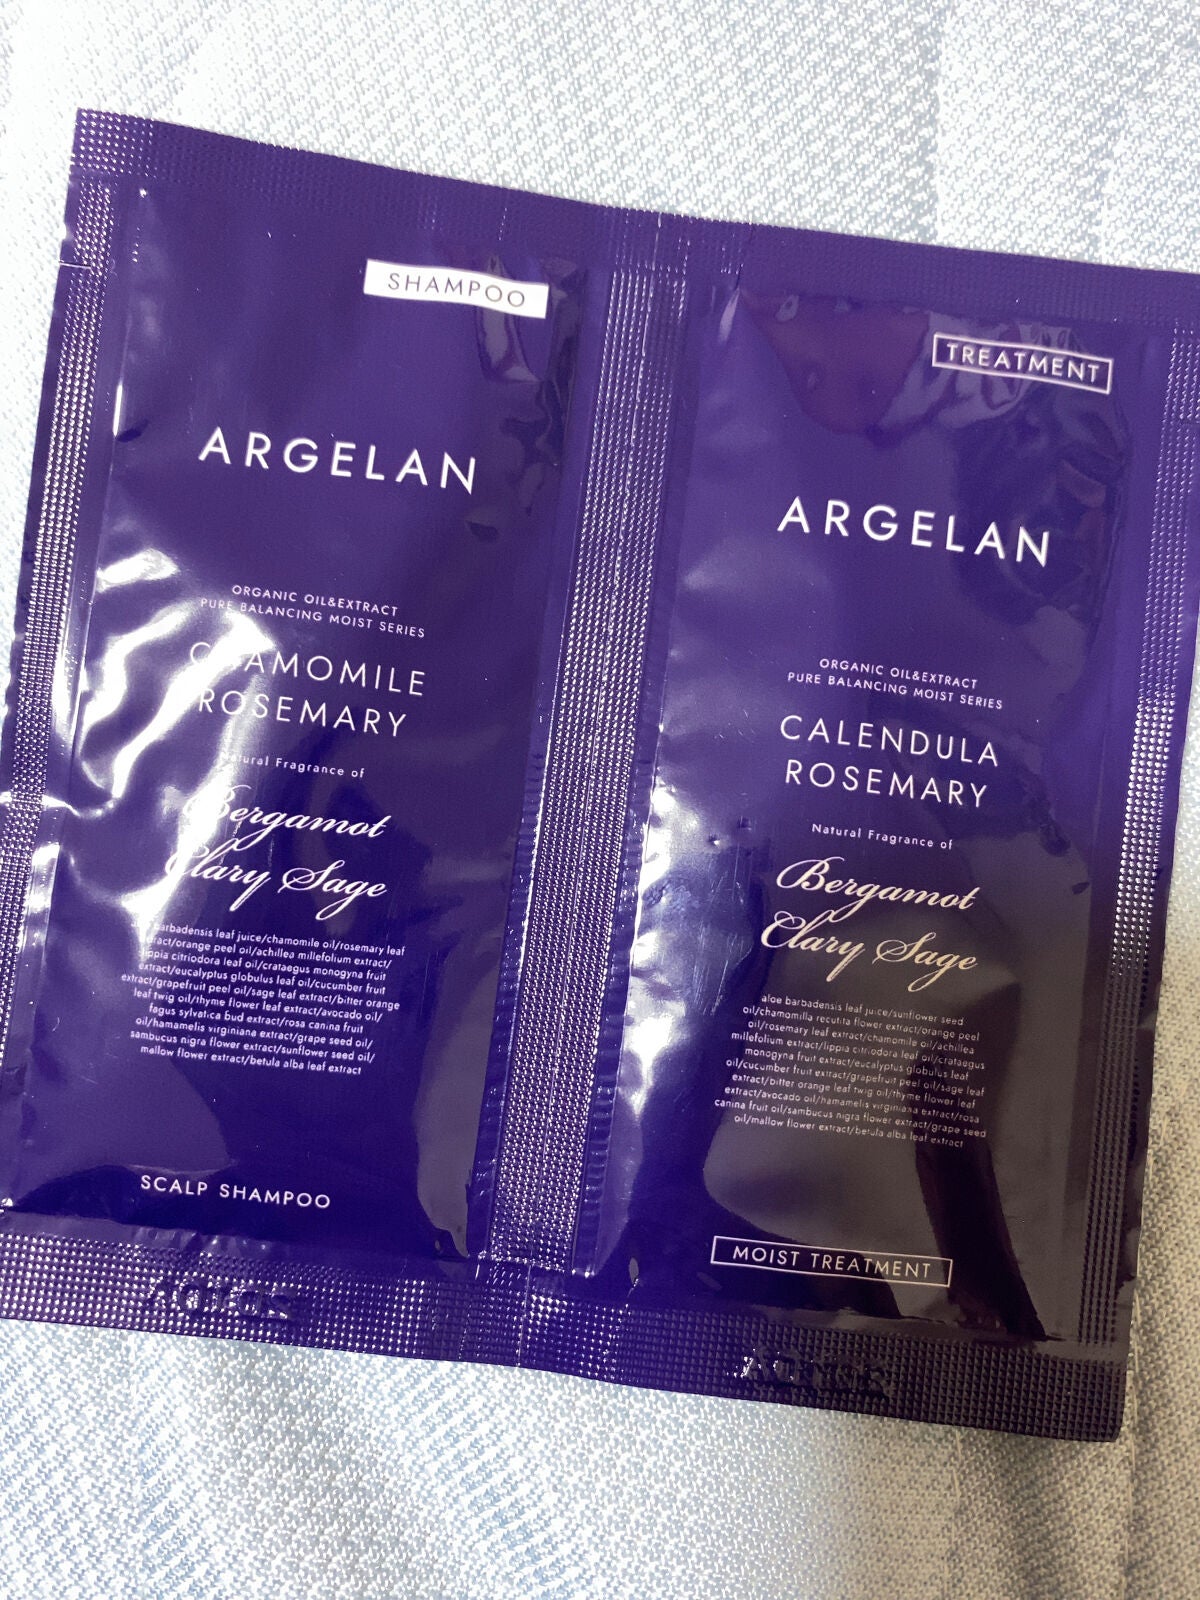 SHAMPOO
ARGELAN
ORGANIC OIL&EXTRACT
PURE BALANCING MOIST SERIES
CHAMOMILE
ROSEMARY
Natural Fragrance of
Bergamot
Clary Sage
barbadensis leaf juice/chamomile oil/rosemary leaf
extract/orange peel oil/achillea millefolium extract/
lippia citriodora leaf oil/crataegus monogyna fruit
extract/eucalyptus globulus leaf oil/cucumber fruit
extract/grapefruit peel oil/sage leaf extract/bitter orange
leaf twig oil/thyme flower leaf extract/avocado oil/
fagus sylvatica bud extract/rosa canina fruit
oil/hamamelis virginiana extract/grape seed oil/
sambucus nigra flower extract/sunflower seed oil/
mallow flower extract/betula alba leaf extract
SCALP SHAMPOO
TREATMENT
ARGELAN
ORGANIC OIL&EXTRACT
PURE BALANCING MOIST SERIES
CALENDULA
ROSEMARY
Natural Fragrance of
Bergamot
Clary Sage
aloe barbadensis leaf juice/sunflower seed
oil/chamomilla recutita flower extract/orange peel
oil/rosemary leaf extract/chamomile oil/achillea
millefolium extract/lippia citriodora leaf oil/crataegus
monogyna fruit extract/eucalyptus globulus leaf
oil/cucumber fruit extract/grapefruit peel oil/sage leaf
extract/bitter orange leaf twig oil/thyme flower leaf
extract/avocado oil/hamamelis virginiana extract/rosa
canina fruit oil/sambucus nigra flower extract/grape seed
oil/mallow flower extract/betula alba leaf extract
MOIST TREATMENT